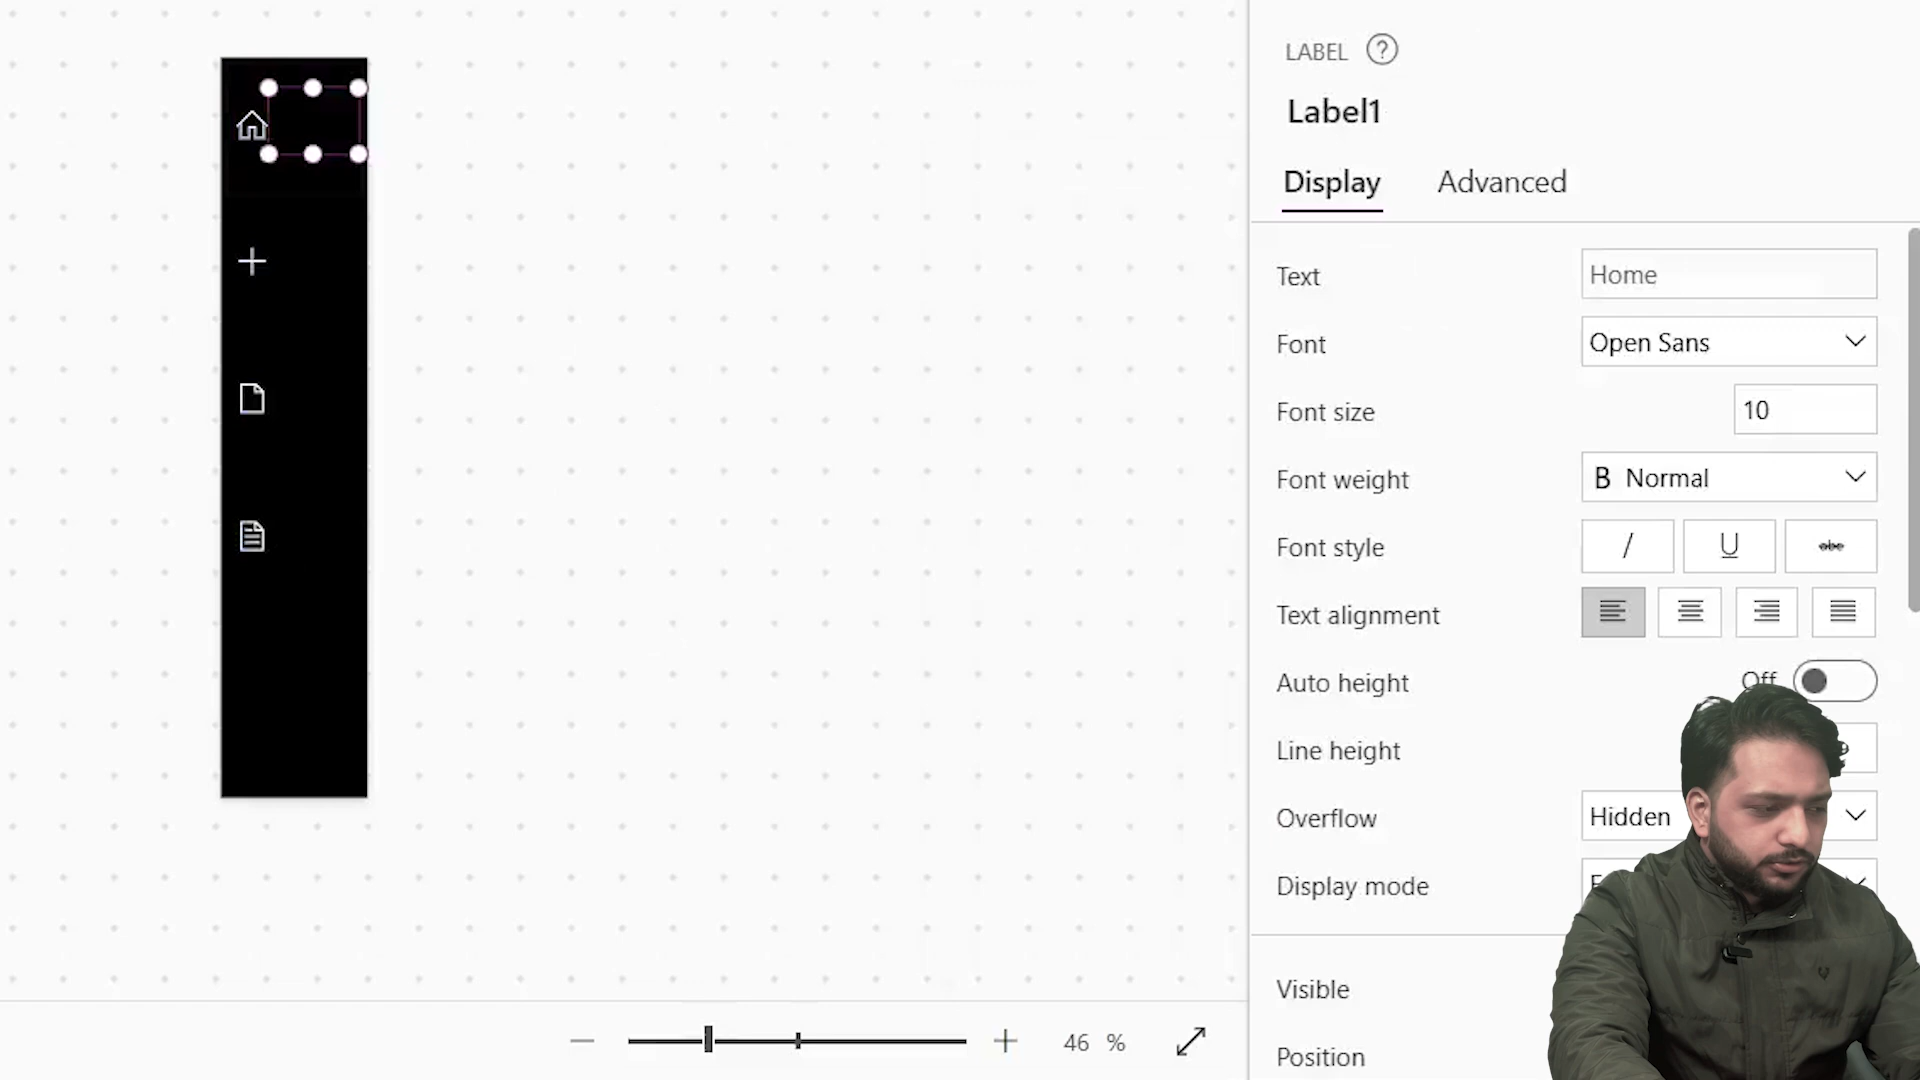 LABEL
Label1
Display Advanced
Text Home
Font Open Sans
Font size 10
Font weight B Normal
Font style / U abc
Text alignment
Auto height Off
Line height
Overflow Hidden
Display mode
Visible
Position
46 %